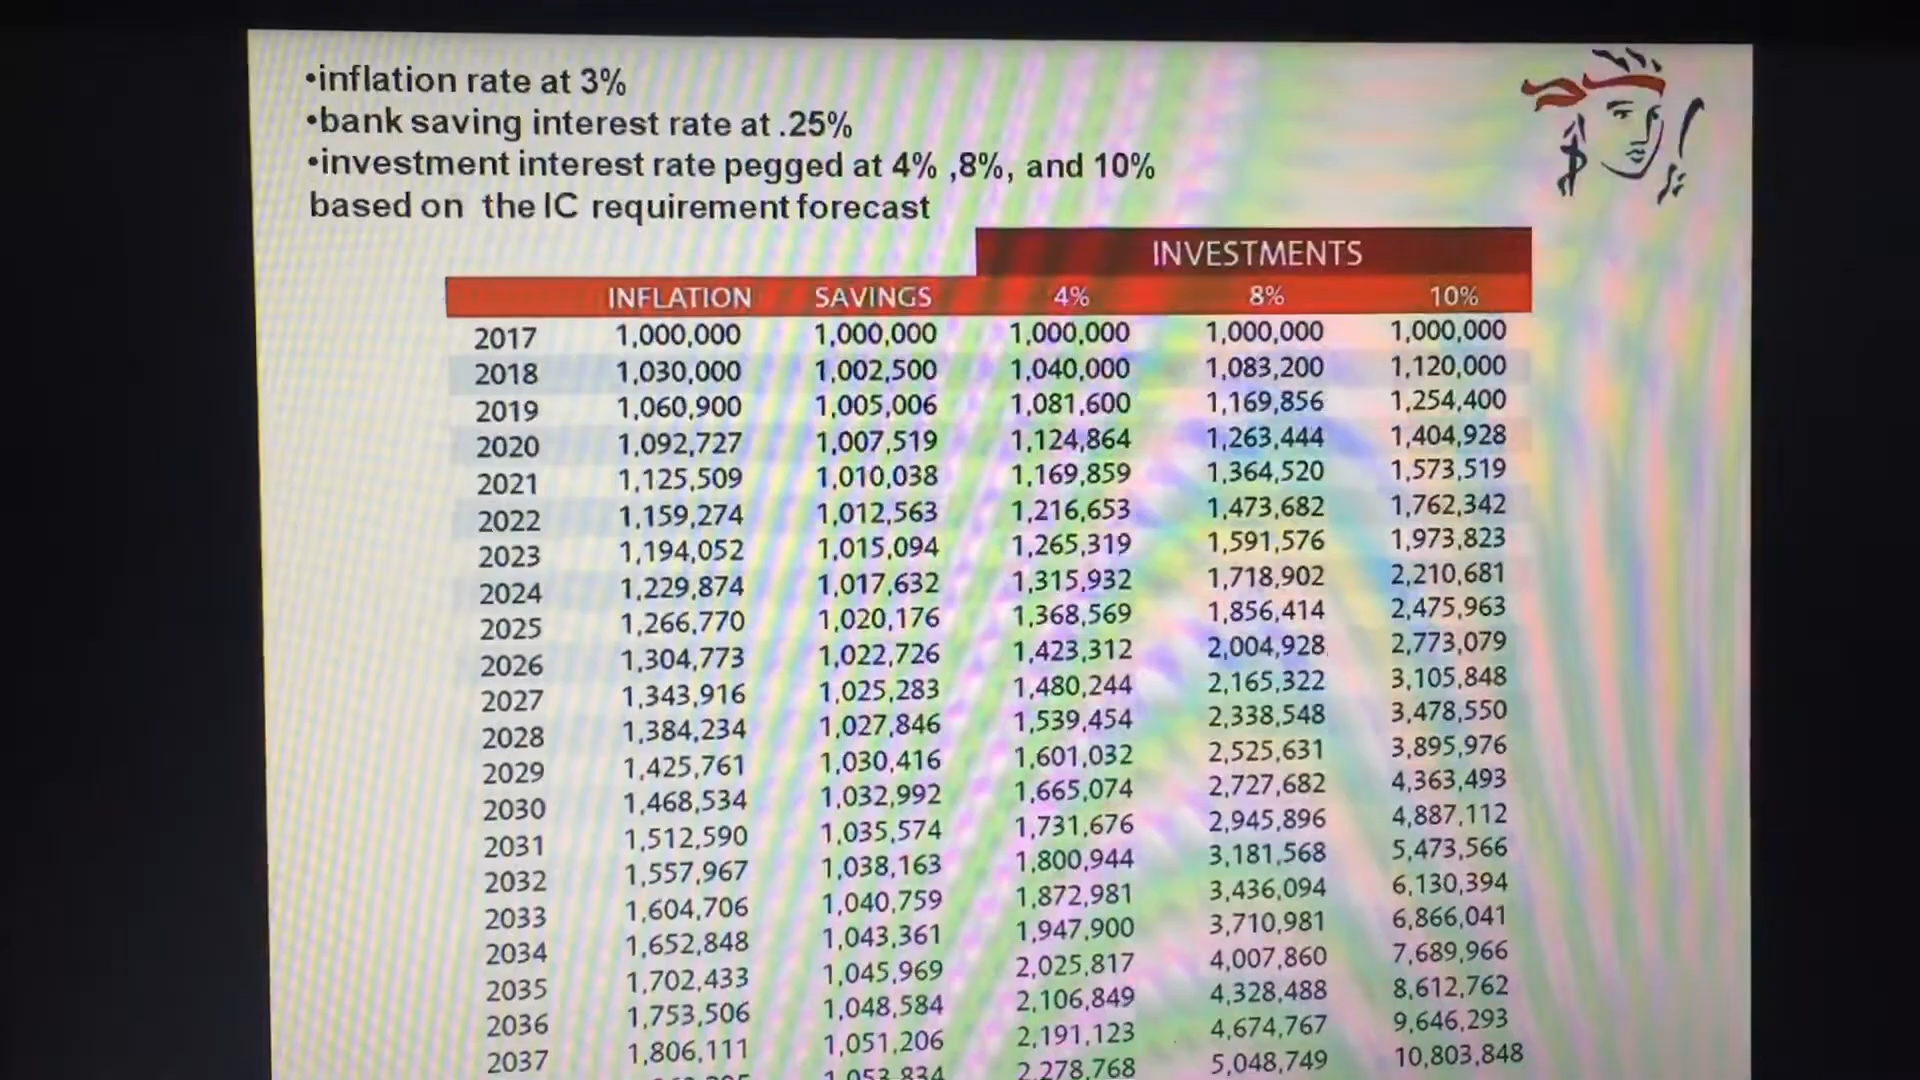 •inflation rate at 3%
•bank saving interest rate at .25%
•investment interest rate pegged at 4% ,8%, and 10%
based on the IC requirement forecast
INVESTMENTS
INFLATION SAVINGS 4% 8% 10%
2017 1,000,000 1,000,000 1,000,000 1,000,000 1,000,000
2018 1,030,000 1,002,500 1,040,000 1,083,200 1,120,000
2019 1,060,900 1,005,006 1,081,600 1,169,856 1,254,400
2020 1,092,727 1,007,519 1,124,864 1,263,444 1,404,928
2021 1,125,509 1,010,038 1,169,859 1,364,520 1,573,519
2022 1,159,274 1,012,563 1,216,653 1,473,682 1,762,342
2023 1,194,052 1,015,094 1,265,319 1,591,576 1,973,823
2024 1,229,874 1,017,632 1,315,932 1,718,902 2,210,681
2025 1,266,770 1,020,176 1,368,569 1,856,414 2,475,963
2026 1,304,773 1,022,726 1,423,312 2,004,928 2,773,079
2027 1,343,916 1,025,283 1,480,244 2,165,322 3,105,848
2028 1,384,234 1,027,846 1,539,454 2,338,548 3,478,550
2029 1,425,761 1,030,416 1,601,032 2,525,631 3,895,976
2030 1,468,534 1,032,992 1,665,074 2,727,682 4,363,493
2031 1,512,590 1,035,574 1,731,676 2,945,896 4,887,112
2032 1,557,967 1,038,163 1,800,944 3,181,568 5,473,566
2033 1,604,706 1,040,759 1,872,981 3,436,094 6,130,394
2034 1,652,848 1,043,361 1,947,900 3,710,981 6,866,041
2035 1,702,433 1,045,969 2,025,817 4,007,860 7,689,966
2036 1,753,506 1,048,584 2,106,849 4,328,488 8,612,762
2037 1,806,111 1,051,206 2,191,123 4,674,767 9,646,293
1,053,834 2,278,768 5,048,749 10,803,848